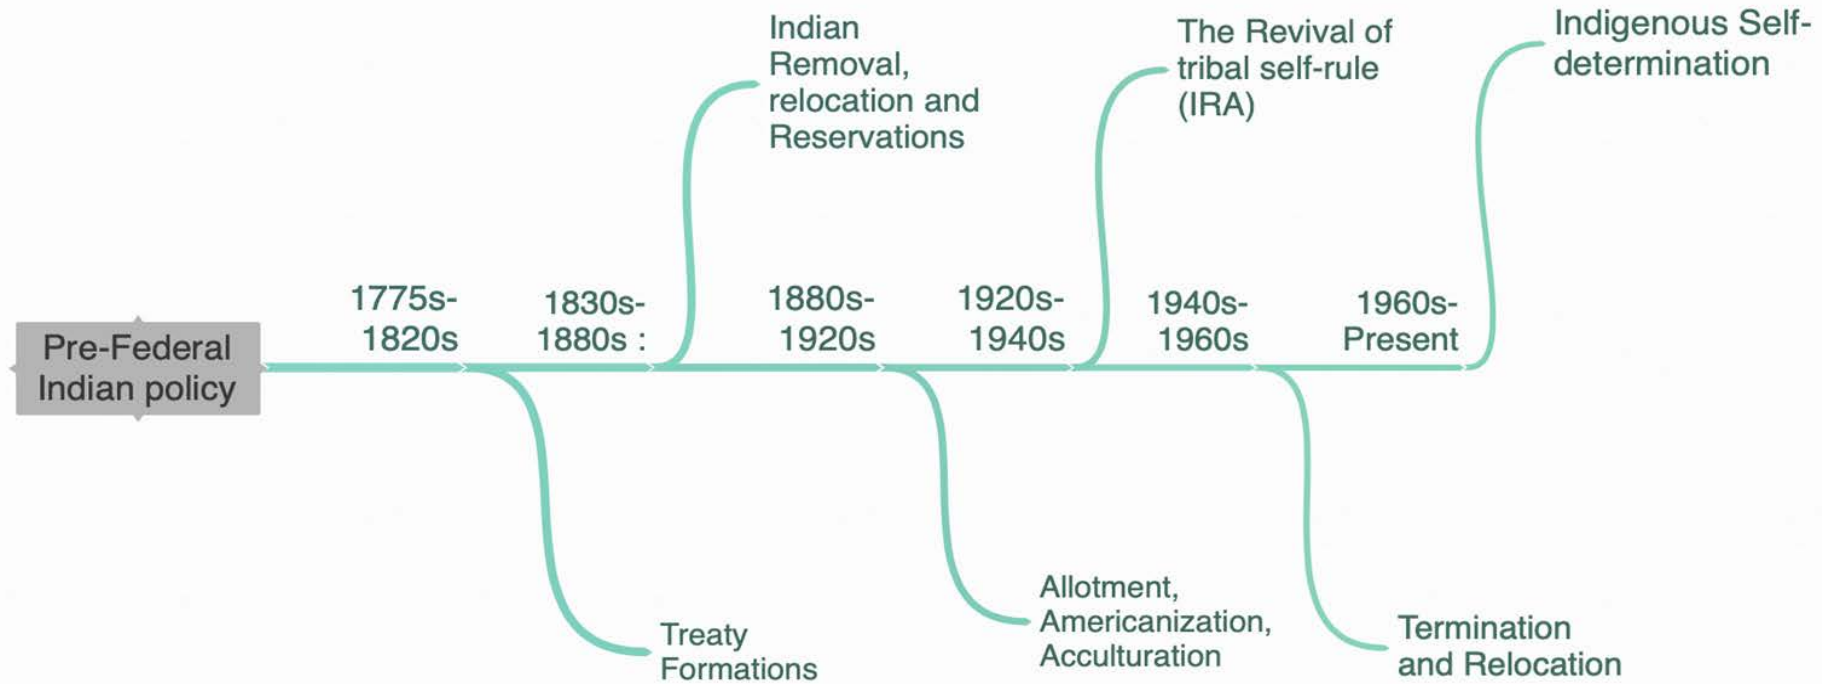 Pre-Federal
Indian policy
1775s-
1820s
Treaty
Formations
1830s-
1880s :
Indian
Removal,
relocation and
Reservations
1880s-
1920s
Allotment,
Americanization,
Acculturation
1920s-
1940s
The Revival of
tribal self-rule
(IRA)
1940s-
1960s
Termination
and Relocation
1960s-
Present
Indigenous Self-
determination